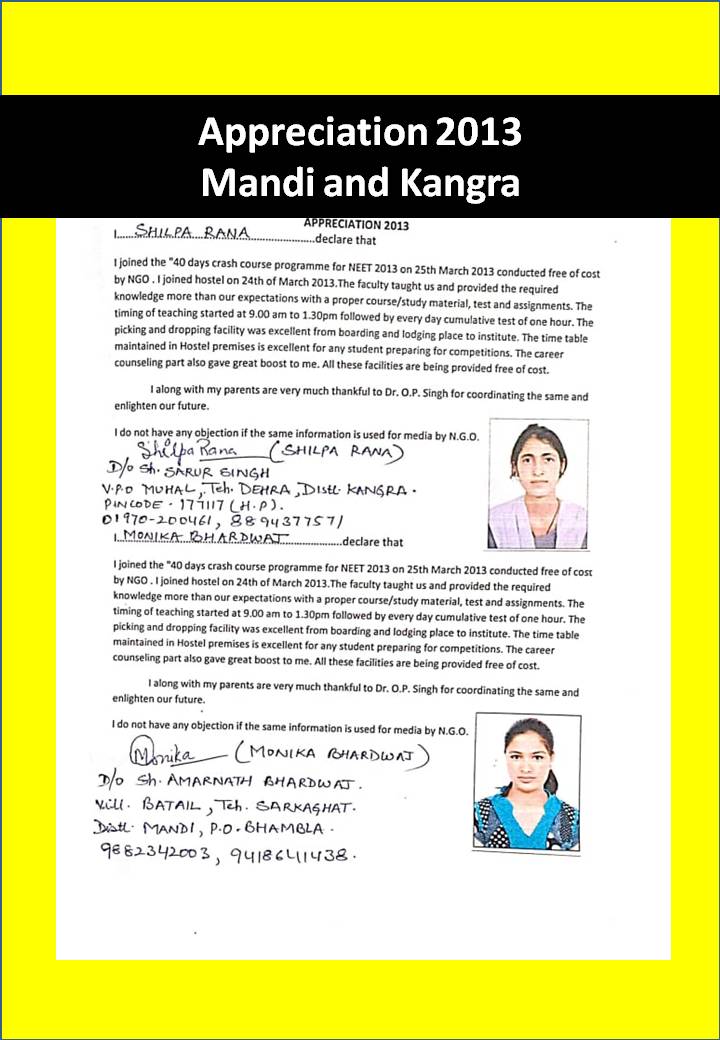 Appreciation 2013
Mandi and Kangra
APPRECIATION 2013
I......SHILPA RANA........................declare that
I joined the "40 days crash course programme for NEET 2013 on 25th March 2013 conducted free of cost
by NGO . I joined hostel on 24th of March 2013.The faculty taught us and provided the required
knowledge more than our expectations with a proper course/study material, test and assignments. The
timing of teaching started at 9.00 am to 1.30pm followed by every day cumulative test of one hour. The
picking and dropping facility was excellent from boarding and lodging place to institute. The time table
maintained in Hostel premises is excellent for any student preparing for competitions. The career
counseling part also gave great boost to me. All these facilities are being provided free of cost.
I along with my parents are very much thankful to Dr. O.P. Singh for coordinating the same and
enlighten our future.
I do not have any objection if the same information is used for media by N.G.O.
Shilpa Rana (SHILPA RANA)
D/o Sh. SARUR SINGH
V.P.O MUHAL, Teh. DEHRA, Distt. KANGRA.
PINCODE - 177117 (H.P).
01970-200461, 8894377571
I..MONIKA BHARDWAJ....................declare that
I joined the "40 days crash course programme for NEET 2013 on 25th March 2013 conducted free of cost
by NGO . I joined hostel on 24th of March 2013.The faculty taught us and provided the required
knowledge more than our expectations with a proper course/study material, test and assignments. The
timing of teaching started at 9.00 am to 1.30pm followed by every day cumulative test of one hour. The
picking and dropping facility was excellent from boarding and lodging place to institute. The time table
maintained in Hostel premises is excellent for any student preparing for competitions. The career
counseling part also gave great boost to me. All these facilities are being provided free of cost.
I along with my parents are very much thankful to Dr. O.P. Singh for coordinating the same and
enlighten our future.
I do not have any objection if the same information is used for media by N.G.O.
Monika (MONIKA BHARDWAJ)
D/o Sh. AMARNATH BHARDWAJ.
Vill. BATAIL, Teh. SARKAGHAT.
Distt. MANDI, P.O. BHAMBLA.
9882342003, 9418641438.